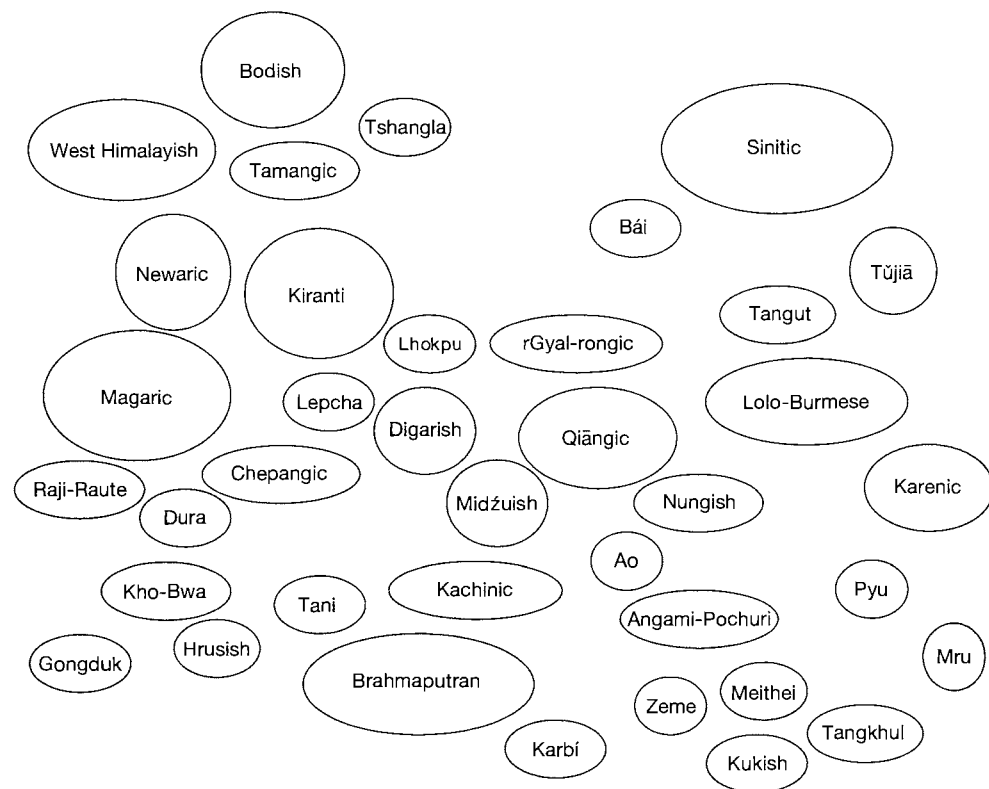 Bodish
Tshangla
West Himalayish
Tamangic
Sinitic
Bái
Newaric
Kiranti
Tǔjiā
Tangut
Lhokpu
rGyal-rongic
Magaric
Lepcha
Digarish
Qiāngic
Lolo-Burmese
Raji-Raute
Chepangic
Dura
Midźuish
Nungish
Karenic
Ao
Kho-Bwa
Tani
Kachinic
Pyu
Angami-Pochuri
Hrusish
Gongduk
Brahmaputran
Mru
Zeme
Meithei
Karbí
Tangkhul
Kukish